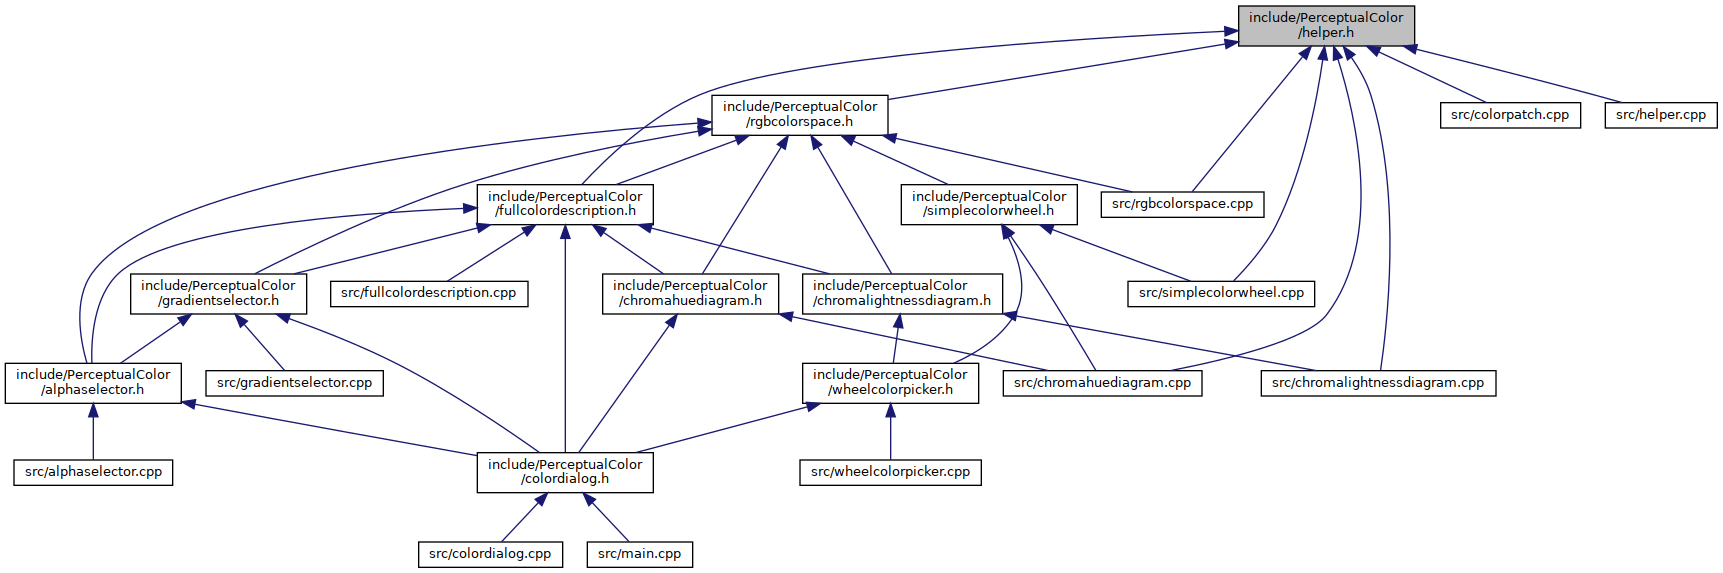 include/PerceptualColor
/helper.h
include/PerceptualColor
/rgbcolorspace.h
src/colorpatch.cpp
src/helper.cpp
include/PerceptualColor
/fullcolordescription.h
include/PerceptualColor
/simplecolorwheel.h
src/rgbcolorspace.cpp
include/PerceptualColor
/gradientselector.h
src/fullcolordescription.cpp
include/PerceptualColor
/chromahuediagram.h
include/PerceptualColor
/chromalightnessdiagram.h
src/simplecolorwheel.cpp
include/PerceptualColor
/alphaselector.h
src/gradientselector.cpp
include/PerceptualColor
/wheelcolorpicker.h
src/chromahuediagram.cpp
src/chromalightnessdiagram.cpp
src/alphaselector.cpp
include/PerceptualColor
/colordialog.h
src/wheelcolorpicker.cpp
src/colordialog.cpp
src/main.cpp